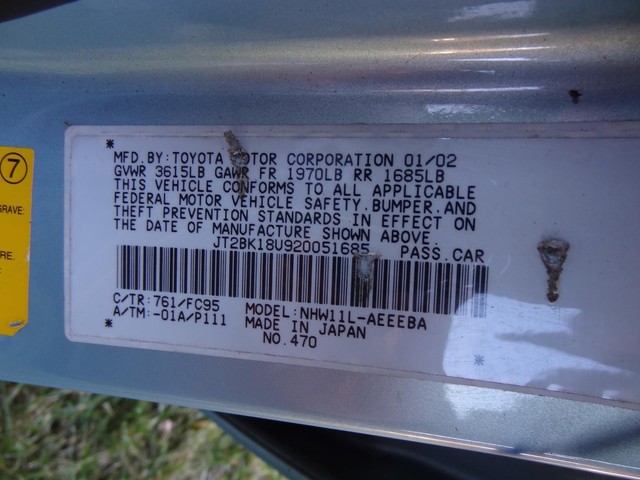 7
GRAVE:
VIE.
*
MFD.BY:TOYOTA MOTOR CORPORATION 01/02
GVWR 3615LB GAWR FR 1970LB RR 1685LB
THIS VEHICLE CONFORMS TO ALL APPLICABLE
FEDERAL MOTOR VEHICLE SAFETY.BUMPER.AND
THEFT PREVENTION STANDARDS IN EFFECT ON
THE DATE OF MANUFACTURE SHOWN ABOVE.
JT2BK18U920051685 PASS.CAR
C/TR:761/FC95 MODEL:NHW11L-AEEEBA
A/TM:-01A/P111 MADE IN JAPAN
* NO.470 *